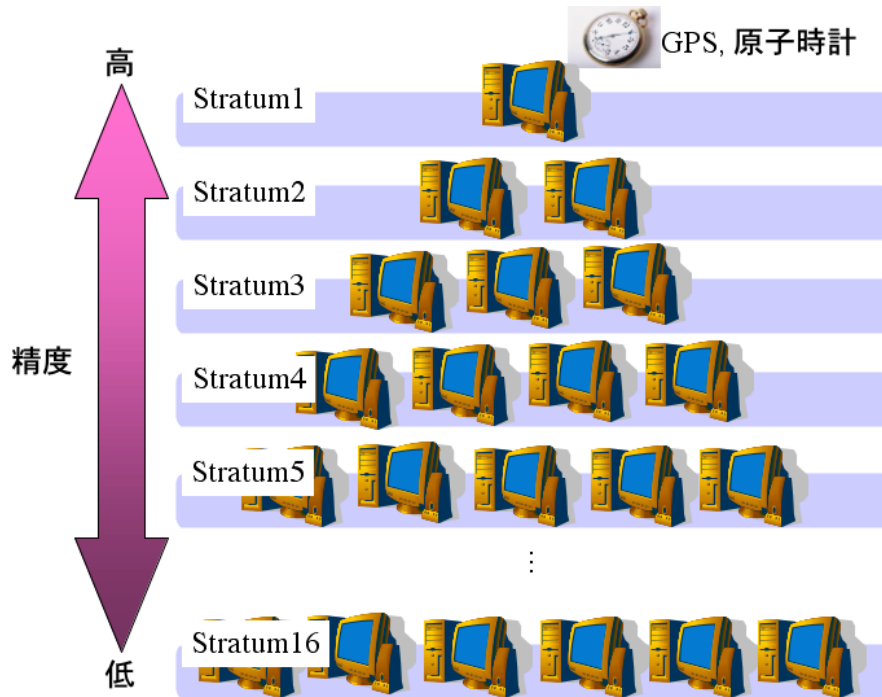 GPS, 原子時計
高
Stratum1
Stratum2
Stratum3
精度
Stratum4
Stratum5
⋮
Stratum16
低